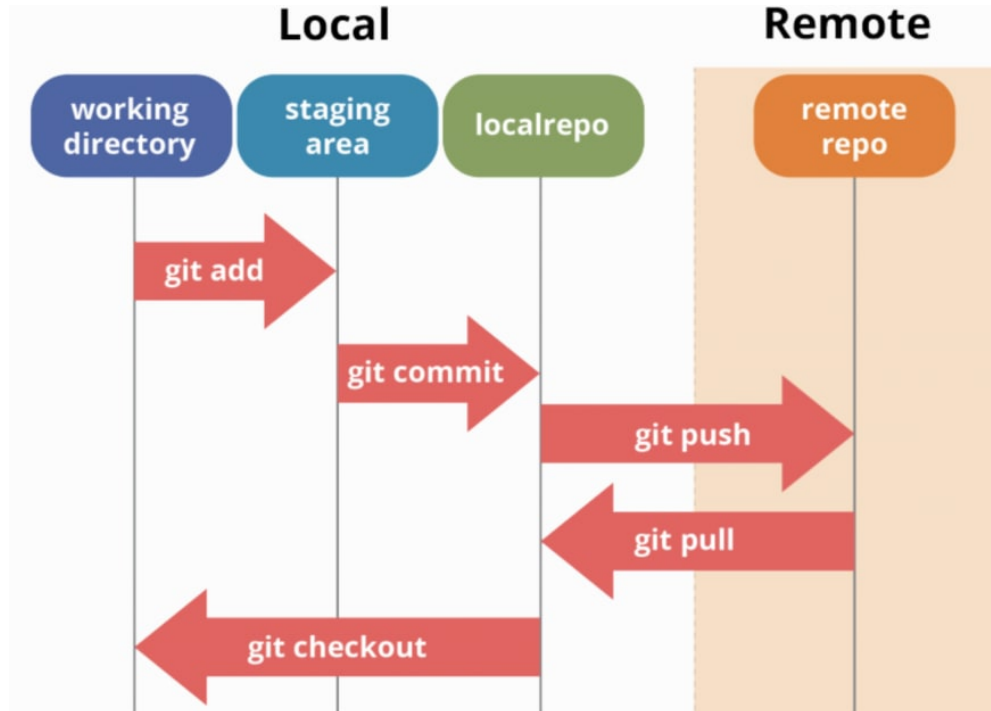 Local
Remote
working
directory
staging
area
localrepo
remote
repo
git add
git commit
git push
git pull
git checkout